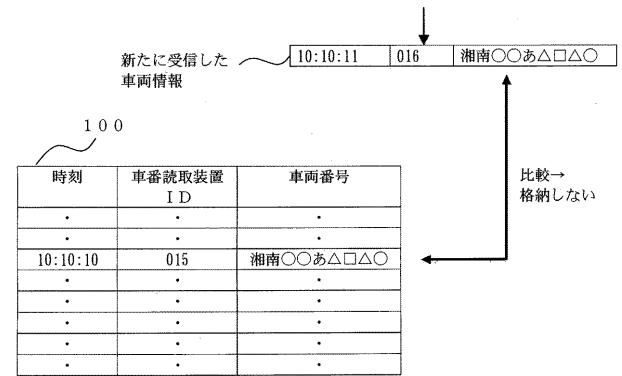 新たに受信した
車両情報
10:10:11 016 湘南○○あ△□△○
１００
時刻 車番読取装置
ＩＤ 車両番号
・ ・ ・
・ ・ ・
10:10:10 015 湘南○○あ△□△○
・ ・ ・
・ ・ ・
・ ・ ・
・ ・ ・
・ ・ ・
比較→
格納しない